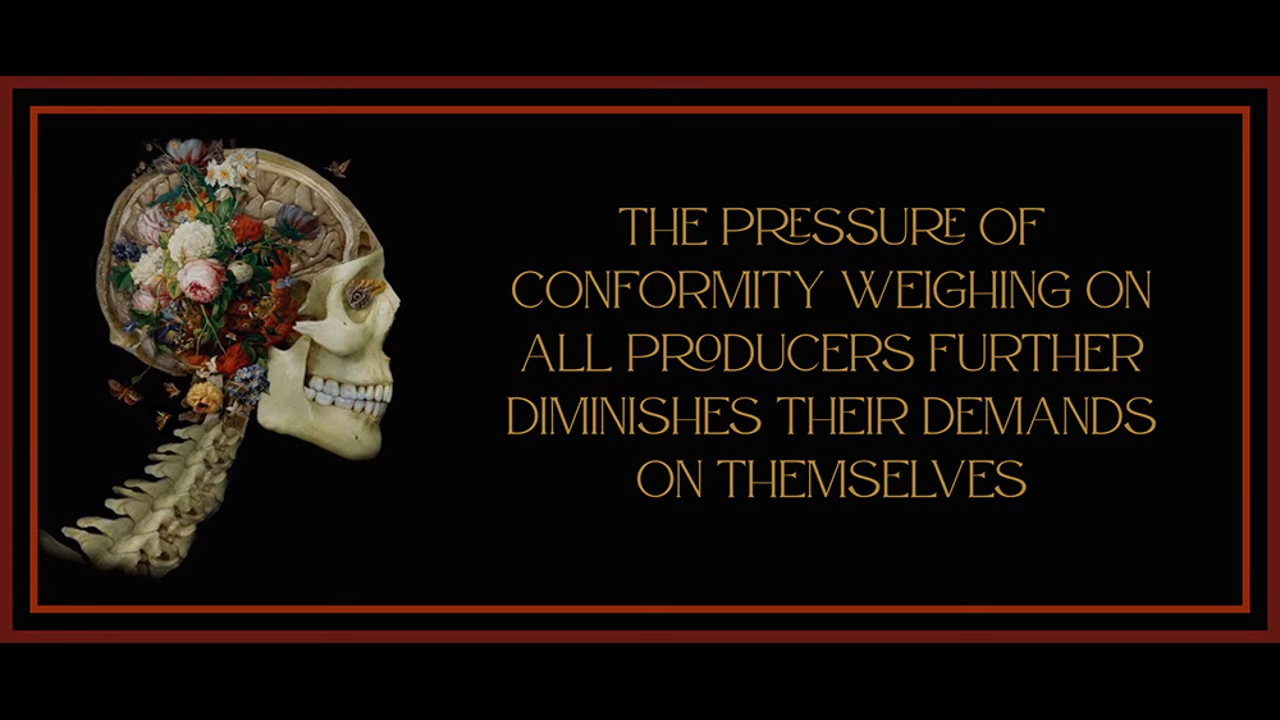 THE PRESSURE OF
CONFORMITY WEIGHING ON
ALL PRODUCERS FURTHER
DIMINISHES THEIR DEMANDS
ON THEMSELVES